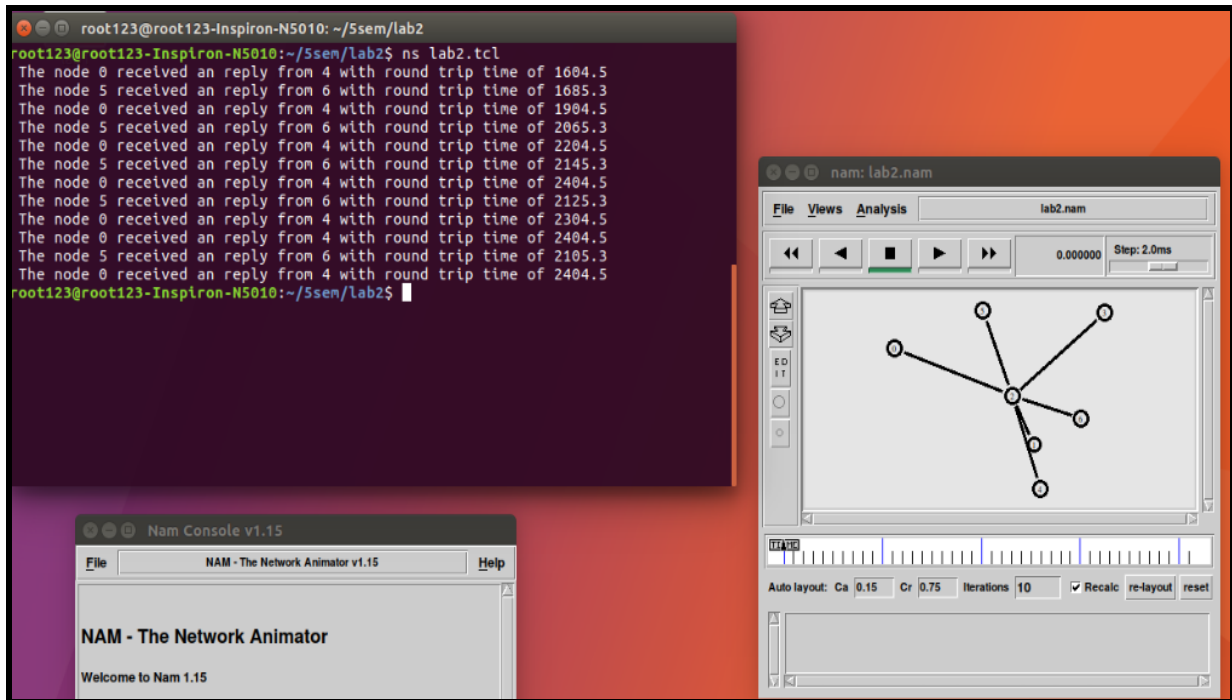 root123@root123-Inspiron-N5010: ~/5sem/lab2
root123@root123-Inspiron-N5010:~/5sem/lab2$ ns lab2.tcl
The node 0 received an reply from 4 with round trip time of 1604.5
The node 5 received an reply from 6 with round trip time of 1685.3
The node 0 received an reply from 4 with round trip time of 1904.5
The node 5 received an reply from 6 with round trip time of 2065.3
The node 0 received an reply from 4 with round trip time of 2204.5
The node 5 received an reply from 6 with round trip time of 2145.3
The node 0 received an reply from 4 with round trip time of 2404.5
The node 5 received an reply from 6 with round trip time of 2125.3
The node 0 received an reply from 4 with round trip time of 2304.5
The node 0 received an reply from 4 with round trip time of 2404.5
The node 5 received an reply from 6 with round trip time of 2105.3
The node 0 received an reply from 4 with round trip time of 2404.5
root123@root123-Inspiron-N5010:~/5sem/lab2$
nam: lab2.nam
File Views Analysis lab2.nam
0.000000 Step: 2.0ms
ED
IT
5
3
0
2
6
1
4
TIME
Auto layout: Ca 0.15 Cr 0.75 Iterations 10 Recalc re-layout reset
Nam Console v1.15
File NAM - The Network Animator v1.15 Help
NAM - The Network Animator
Welcome to Nam 1.15